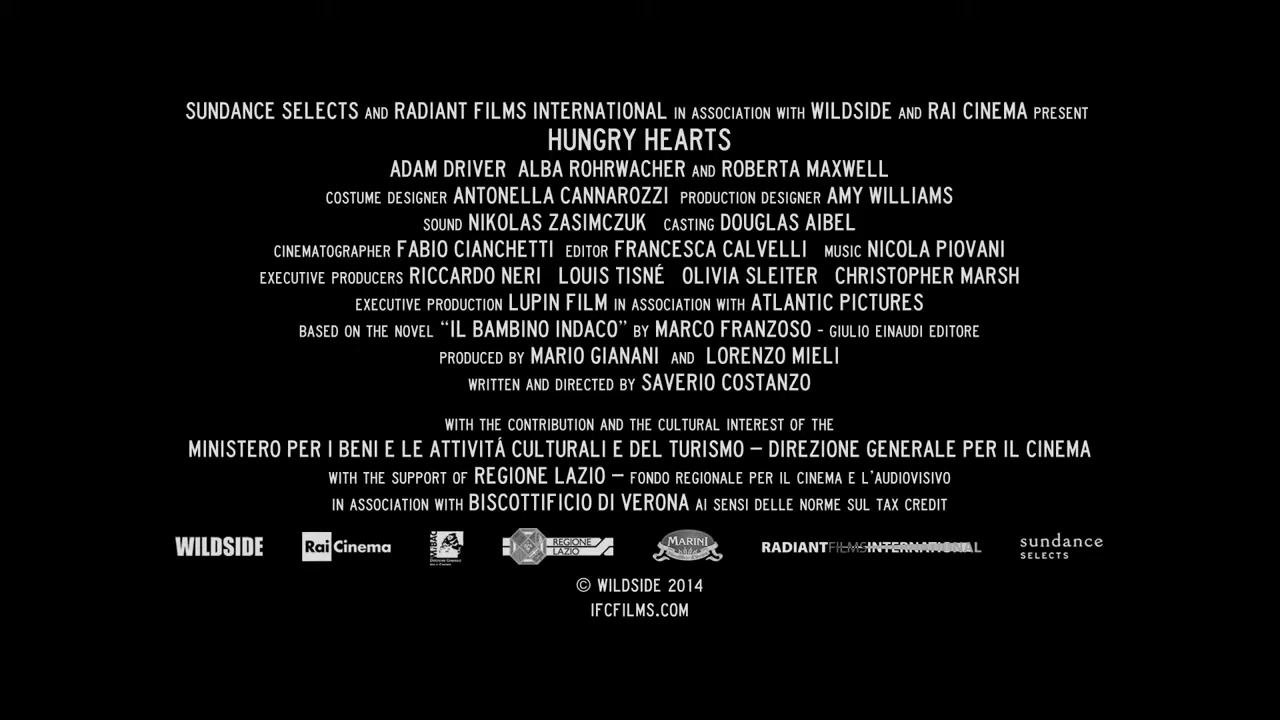 SUNDANCE SELECTS AND RADIANT FILMS INTERNATIONAL IN ASSOCIATION WITH WILDSIDE AND RAI CINEMA PRESENT
HUNGRY HEARTS
ADAM DRIVER ALBA ROHRWACHER AND ROBERTA MAXWELL
COSTUME DESIGNER ANTONELLA CANNAROZZI PRODUCTION DESIGNER AMY WILLIAMS
SOUND NIKOLAS ZASIMCZUK CASTING DOUGLAS AIBEL
CINEMATOGRAPHER FABIO CIANCHETTI EDITOR FRANCESCA CALVELLI MUSIC NICOLA PIOVANI
EXECUTIVE PRODUCERS RICCARDO NERI LOUIS TISNÉ OLIVIA SLEITER CHRISTOPHER MARSH
EXECUTIVE PRODUCTION LUPIN FILM IN ASSOCIATION WITH ATLANTIC PICTURES
BASED ON THE NOVEL “IL BAMBINO INDACO” BY MARCO FRANZOSO - GIULIO EINAUDI EDITORE
PRODUCED BY MARIO GIANANI AND LORENZO MIELI
WRITTEN AND DIRECTED BY SAVERIO COSTANZO
WITH THE CONTRIBUTION AND THE CULTURAL INTEREST OF THE
MINISTERO PER I BENI E LE ATTIVITÁ CULTURALI E DEL TURISMO – DIREZIONE GENERALE PER IL CINEMA
WITH THE SUPPORT OF REGIONE LAZIO – FONDO REGIONALE PER IL CINEMA E L'AUDIOVISIVO
IN ASSOCIATION WITH BISCOTTIFICIO DI VERONA AI SENSI DELLE NORME SUL TAX CREDIT
WILDSIDE Rai Cinema MiBAC REGIONE LAZIO MARINI RADIANTFILMSINTERNATIONAL sundance SELECTS
© WILDSIDE 2014
IFCFILMS.COM